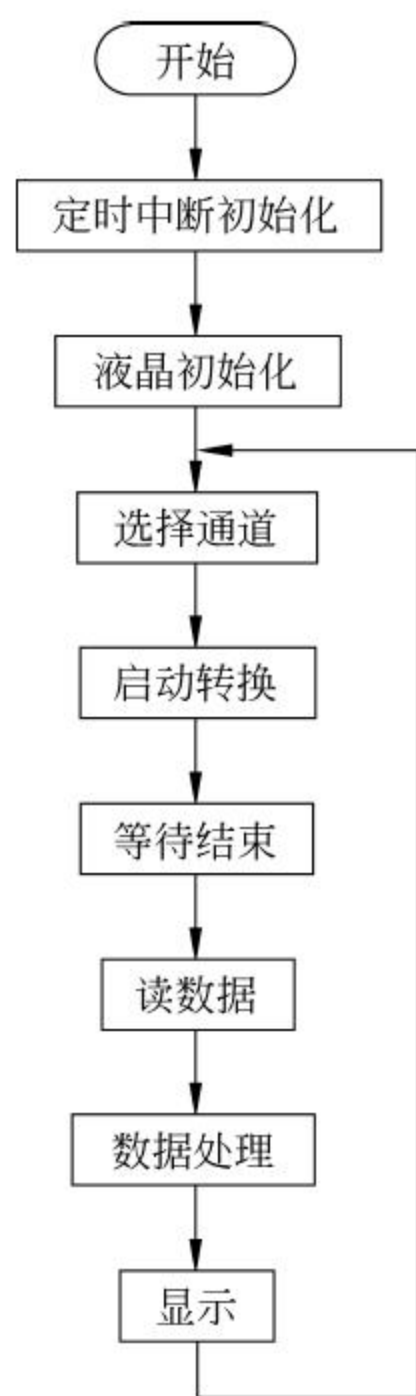 开始
定时中断初始化
液晶初始化
选择通道
启动转换
等待结束
读数据
数据处理
显示